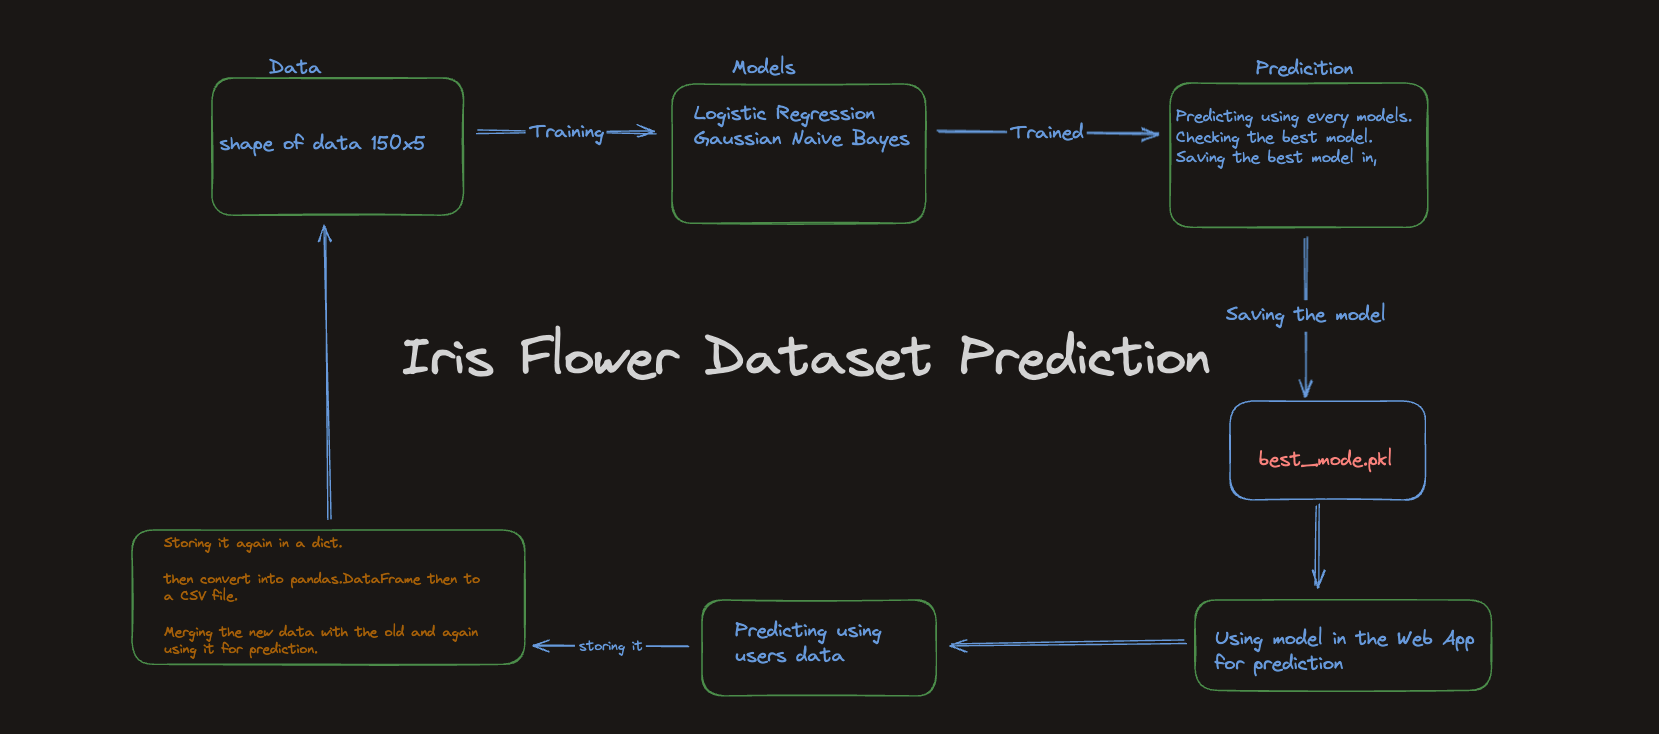 Data
shape of data 150x5
Training
Models
Logistic Regression
Gaussian Naive Bayes
Trained
Predicition
Predicting using every models.
Checking the best model.
Saving the best model in,
Saving the model
Iris Flower Dataset Prediction
best_mode.pkl
Using model in the Web App
for prediction
Predicting using
users data
storing it
Storing it again in a dict.
then convert into pandas.DataFrame then to
a CSV file.
Merging the new data with the old and again
using it for prediction.